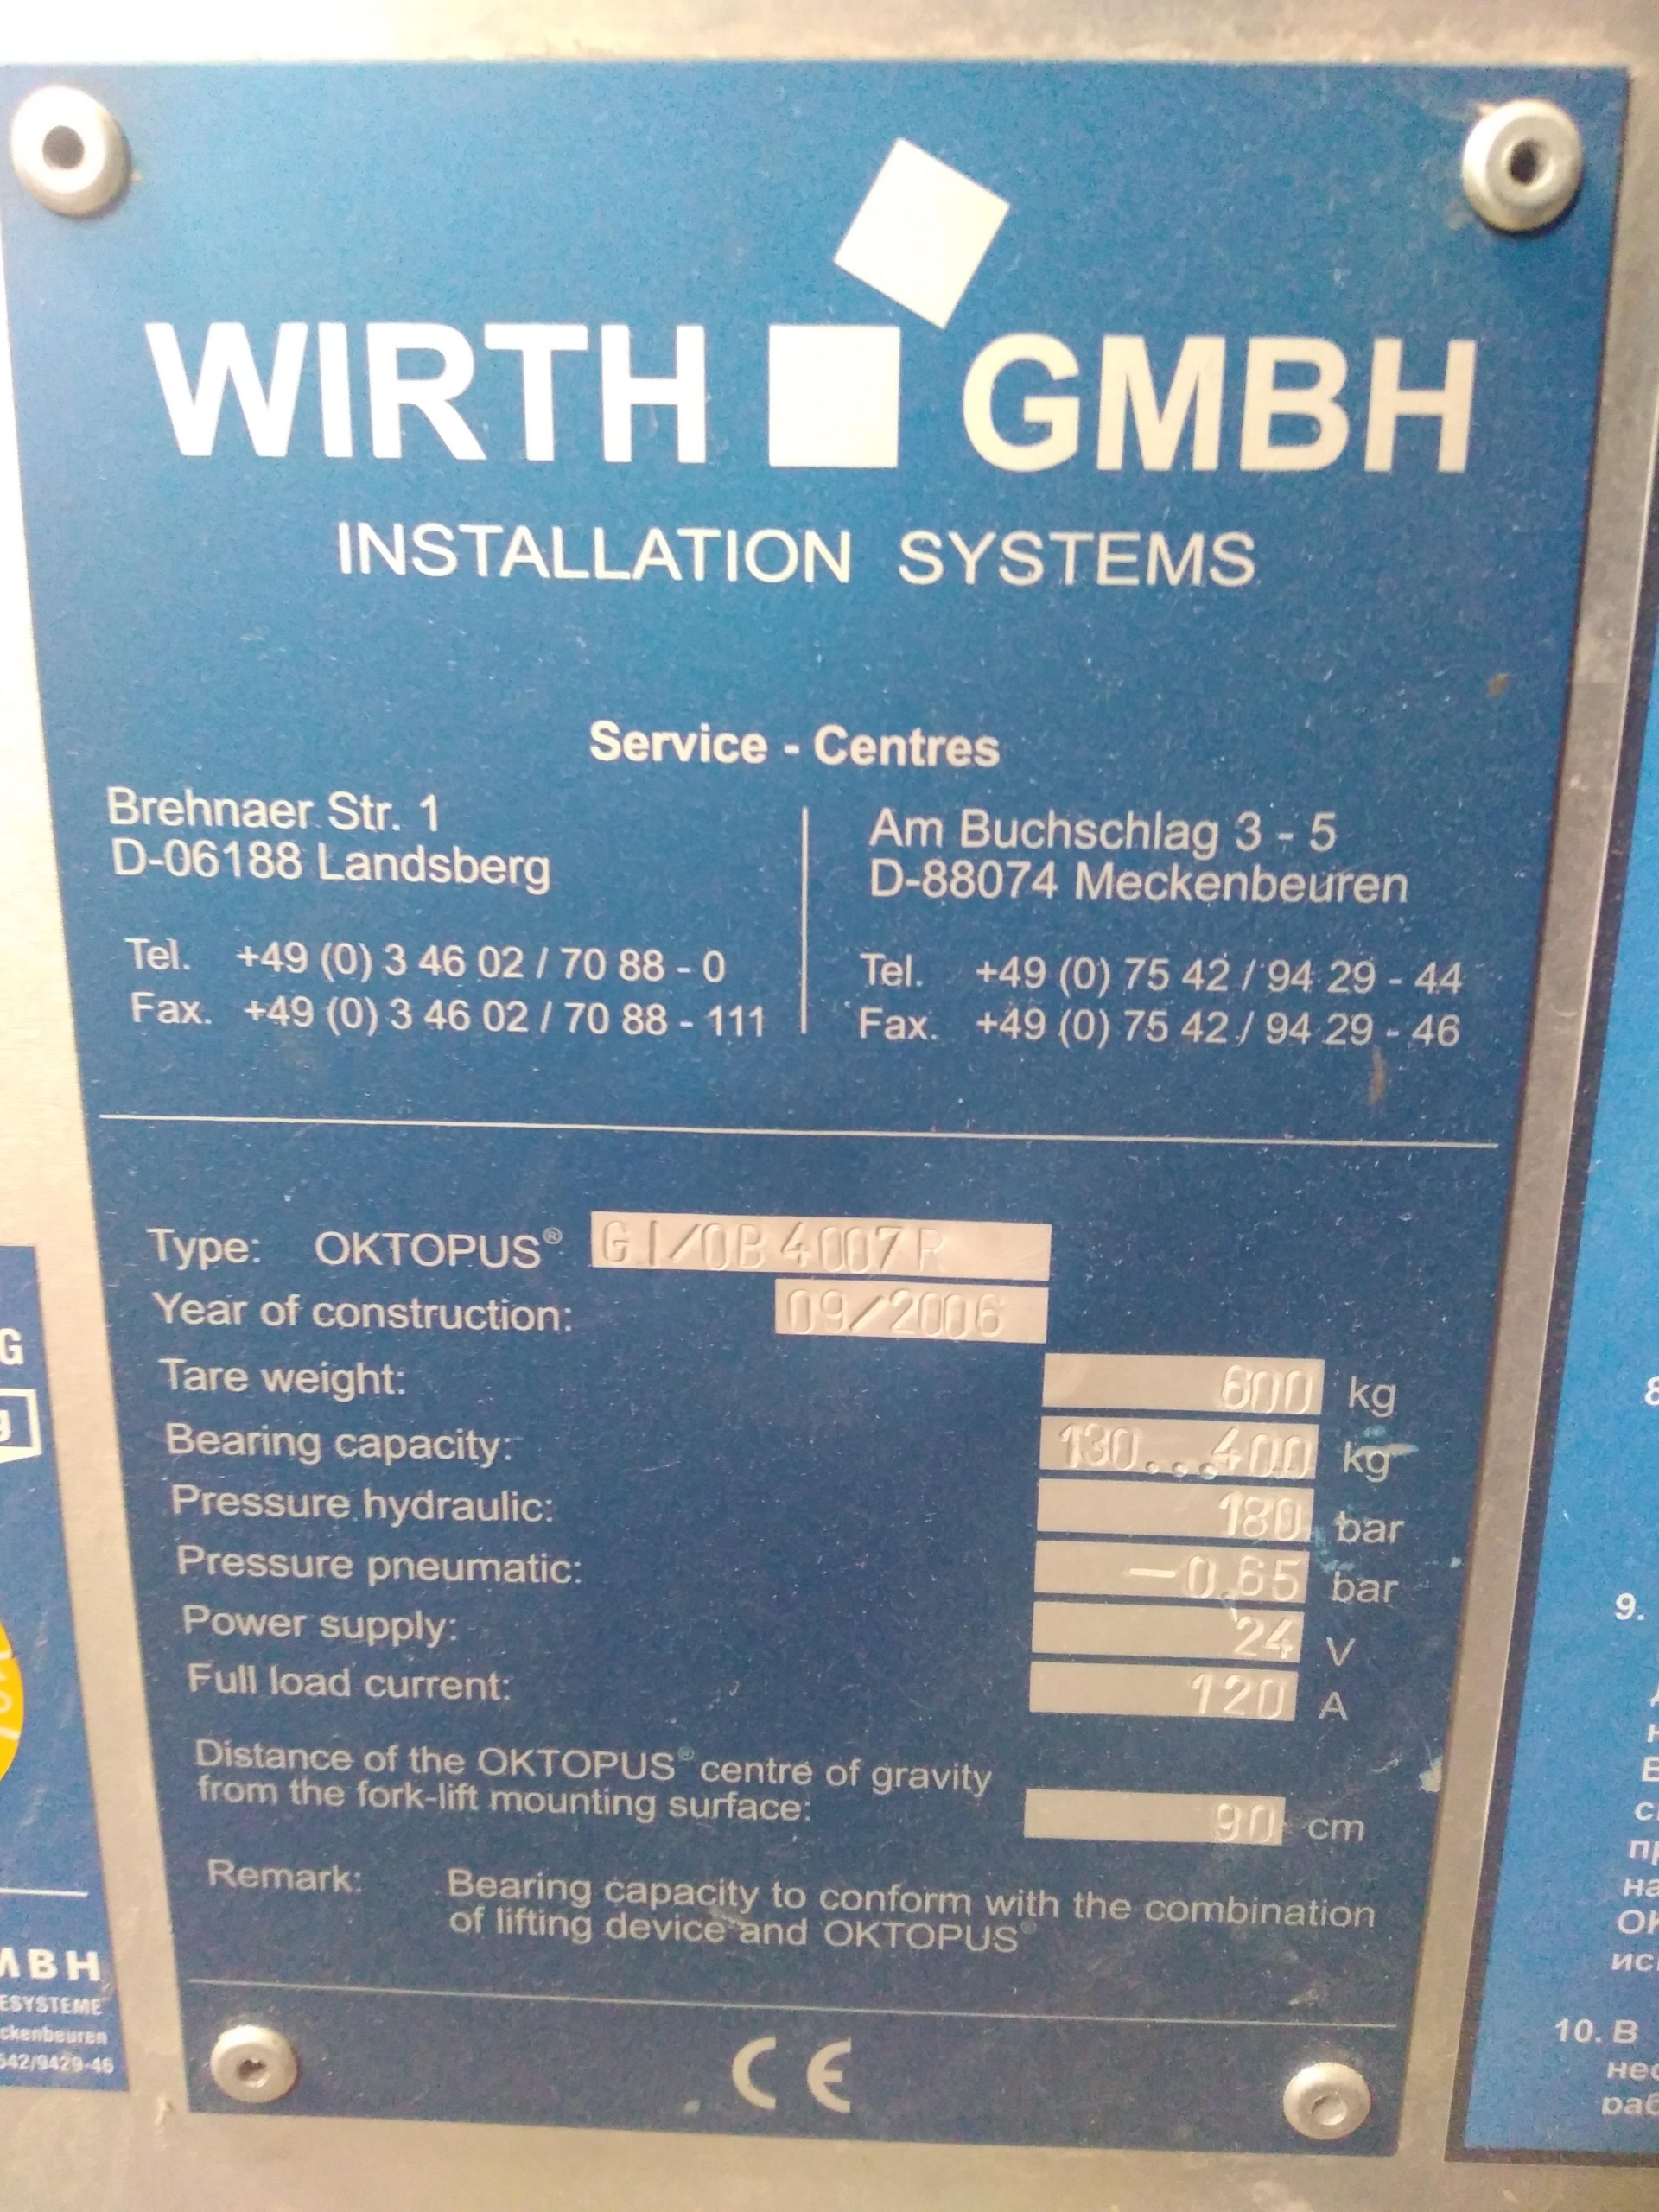 WIRTH GMBH
INSTALLATION SYSTEMS
Service - Centres
Brehnaer Str. 1
D-06188 Landsberg
Tel. +49 (0) 3 46 02 / 70 88 - 0
Fax. +49 (0) 3 46 02 / 70 88 - 111
Am Buchschlag 3 - 5
D-88074 Meckenbeuren
Tel. +49 (0) 75 42 / 94 29 - 44
Fax. +49 (0) 75 42 / 94 29 - 46
Type: OKTOPUS® GI/OB 4007 R
Year of construction: 09/2006
Tare weight: 600 kg
Bearing capacity: 130...400 kg
Pressure hydraulic: 180 bar
Pressure pneumatic: -0.65 bar
Power supply: 24 V
Full load current: 120 A
Distance of the OKTOPUS® centre of gravity
from the fork-lift mounting surface: 90 cm
Remark: Bearing capacity to conform with the combination
of lifting device and OKTOPUS®
CE
G
g
MBH
ESYSTEME
ckenbeuren
542/9429-46
8
9.
10. В
нес
раб